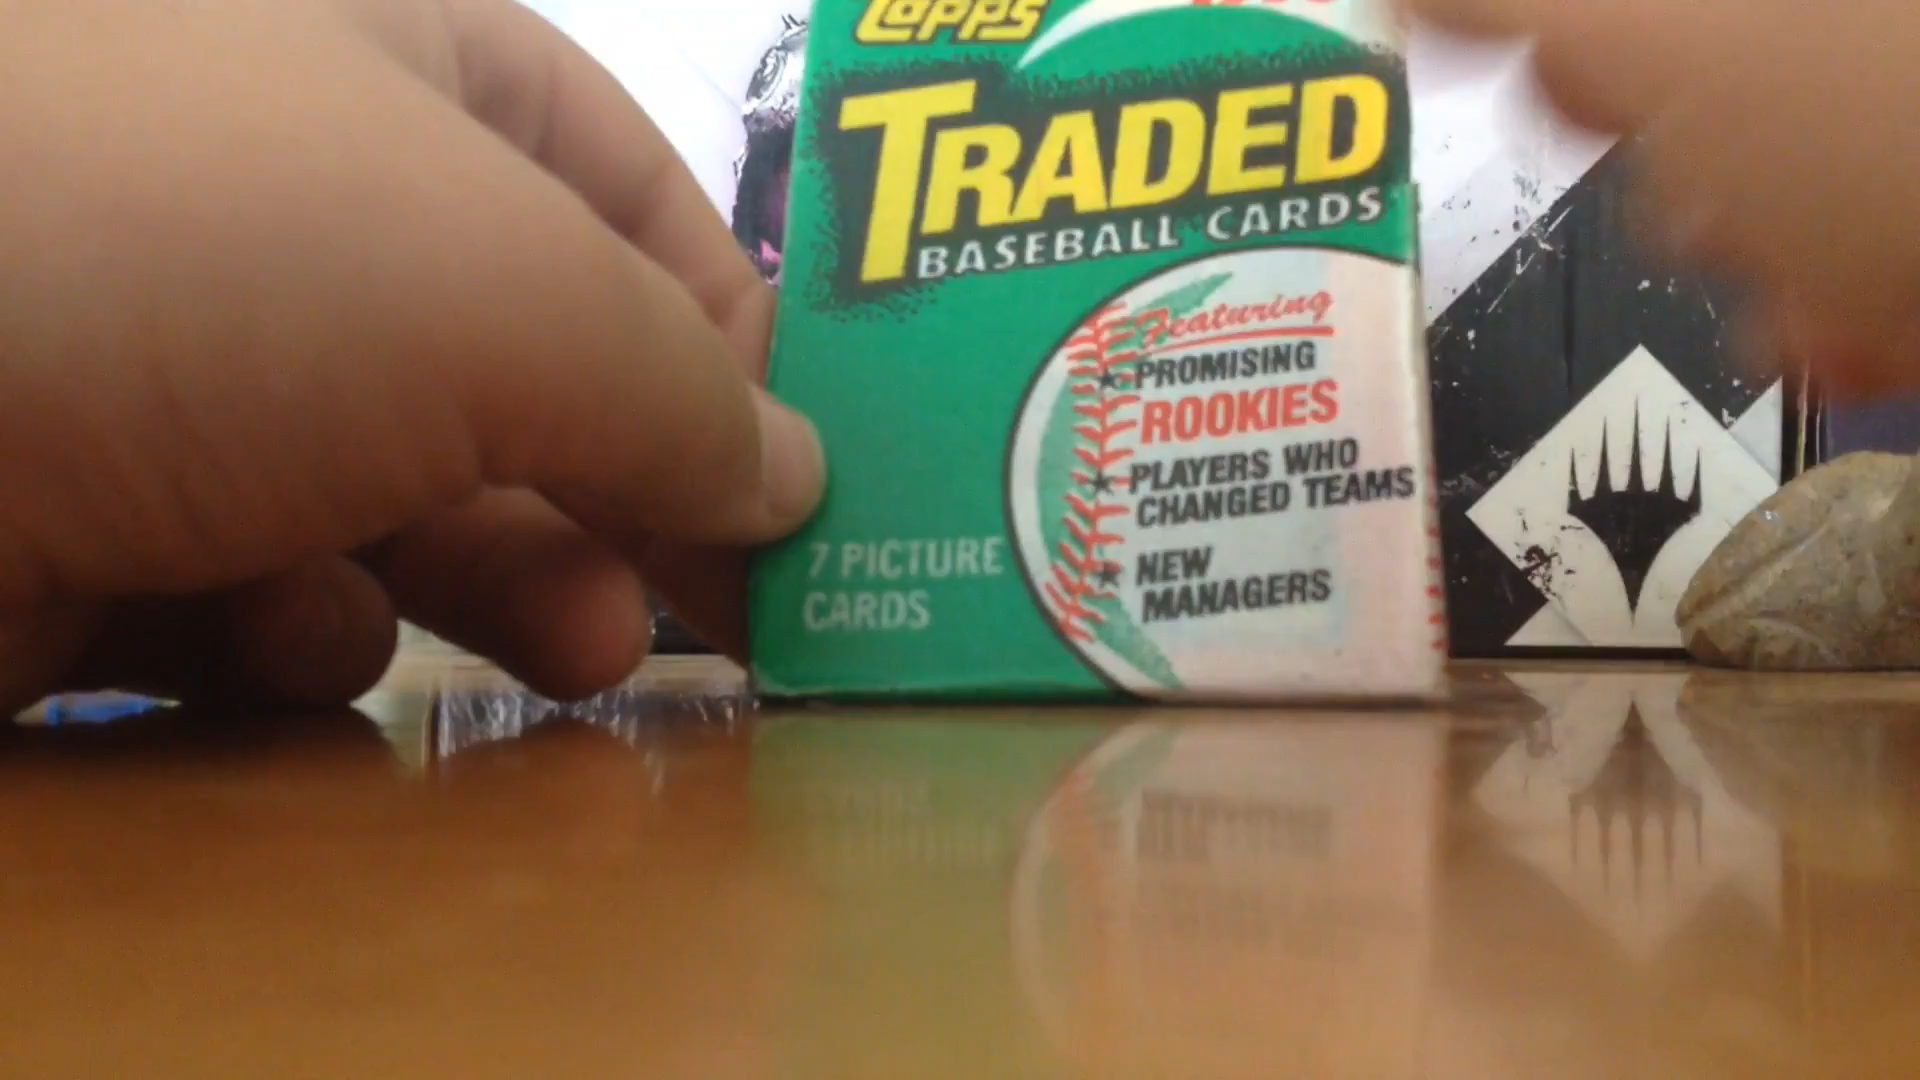 Topps
TRADED
BASEBALL CARDS
Featuring
★ PROMISING
ROOKIES
★ PLAYERS WHO
CHANGED TEAMS
★ NEW
MANAGERS
7 PICTURE
CARDS